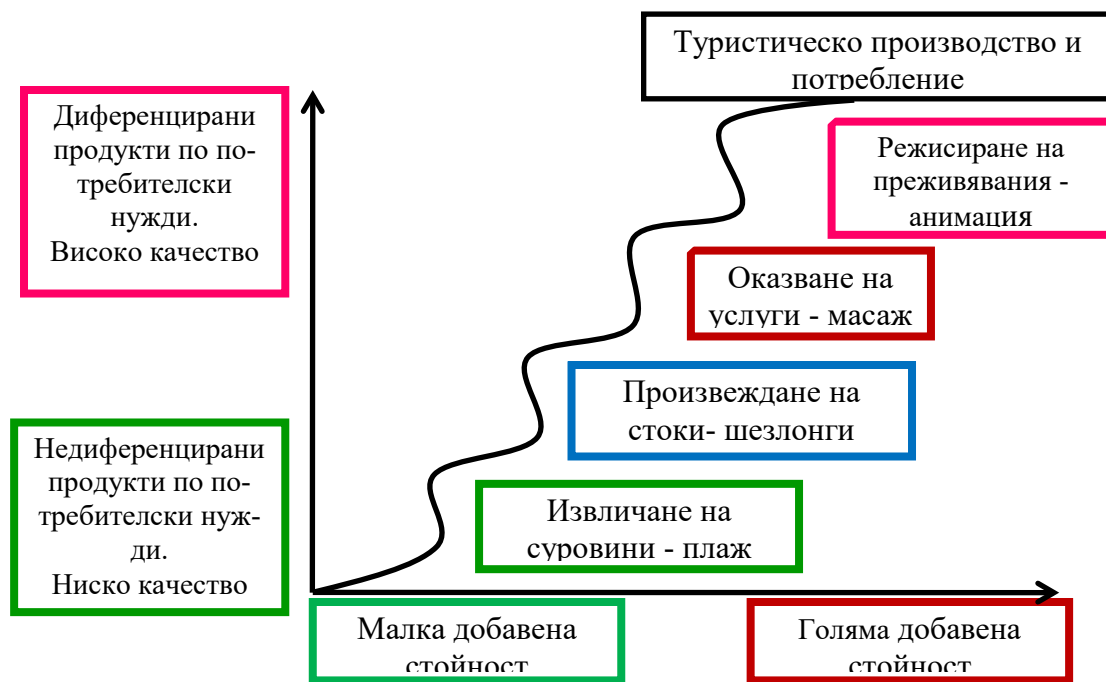 Туристическо производство и
потребление
Диференцирани
продукти по по-
требителски
нужди.
Високо качество
Режисиране на
преживявания -
анимация
Оказване на
услуги - масаж
Произвеждане на
стоки- шезлонги
Недиференцирани
продукти по по-
требителски нуж-
ди.
Ниско качество
Извличане на
суровини - плаж
Малка добавена
стойност
Голяма добавена
стойност